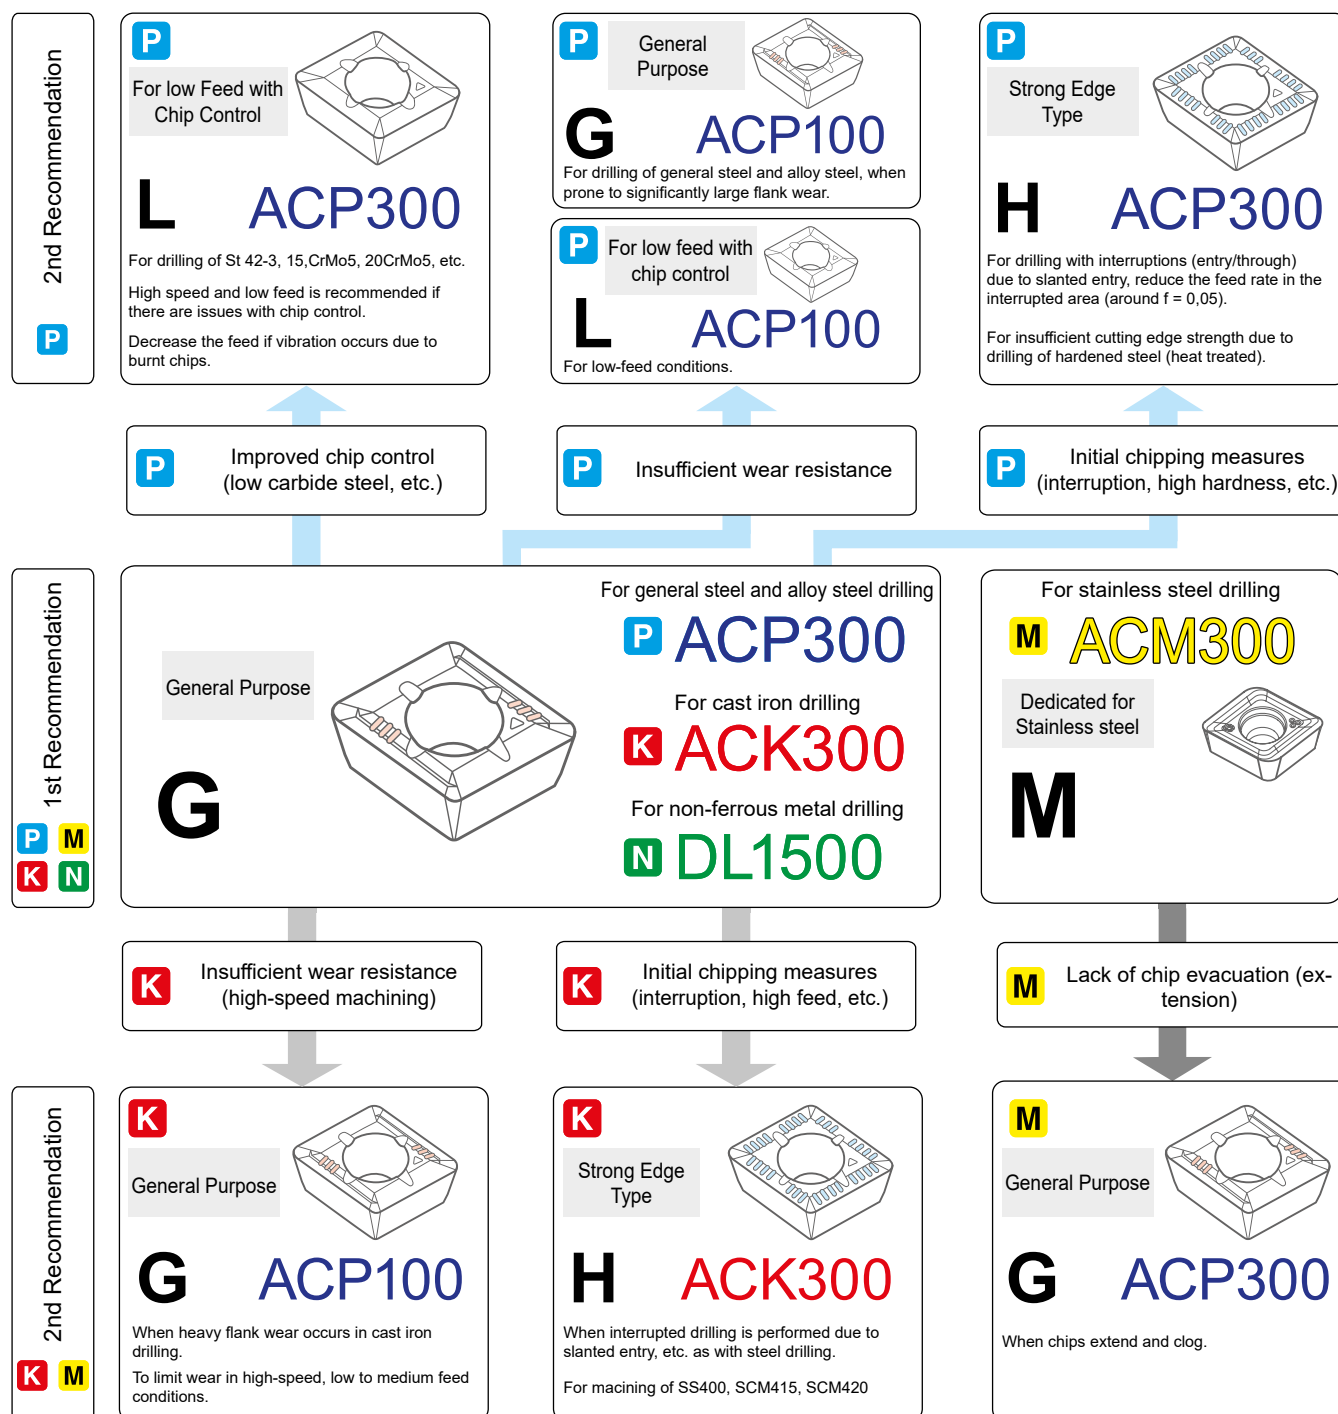 2nd Recommendation
P
P
For low Feed with
Chip Control
L ACP300
For drilling of St 42-3, 15,CrMo5, 20CrMo5, etc.
High speed and low feed is recommended if
there are issues with chip control.
Decrease the feed if vibration occurs due to
burnt chips.
P
General
Purpose
G ACP100
For drilling of general steel and alloy steel, when
prone to significantly large flank wear.
P
For low feed with
chip control
L ACP100
For low-feed conditions.
P
Strong Edge
Type
H ACP300
For drilling with interruptions (entry/through)
due to slanted entry, reduce the feed rate in the
interrupted area (around f = 0,05).
For insufficient cutting edge strength due to
drilling of hardened steel (heat treated).
P
Improved chip control
(low carbide steel, etc.)
P
Insufficient wear resistance
P
Initial chipping measures
(interruption, high hardness, etc.)
1st Recommendation
P M
K N
General Purpose
G
For general steel and alloy steel drilling
P ACP300
For cast iron drilling
K ACK300
For non-ferrous metal drilling
N DL1500
For stainless steel drilling
M ACM300
Dedicated for
Stainless steel
M
K
Insufficient wear resistance
(high-speed machining)
K
Initial chipping measures
(interruption, high feed, etc.)
M
Lack of chip evacuation (ex-
tension)
2nd Recommendation
K M
K
General Purpose
G ACP100
When heavy flank wear occurs in cast iron
drilling.
To limit wear in high-speed, low to medium feed
conditions.
K
Strong Edge
Type
H ACK300
When interrupted drilling is performed due to
slanted entry, etc. as with steel drilling.
For macining of SS400, SCM415, SCM420
M
General Purpose
G ACP300
When chips extend and clog.